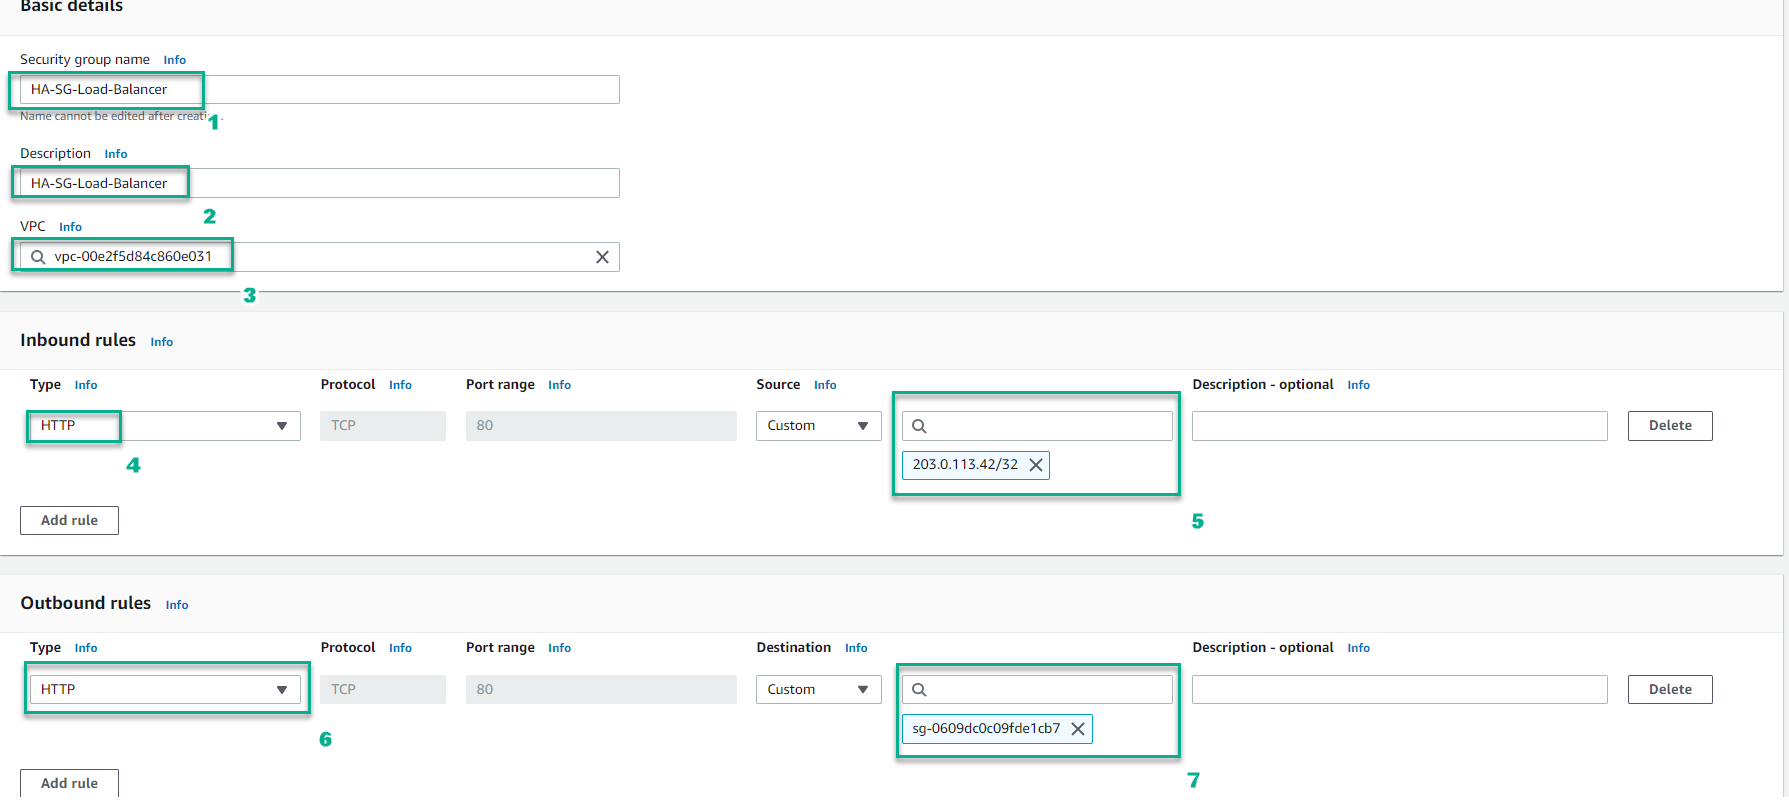 Basic details
Security group name Info
HA-SG-Load-Balancer
Name cannot be edited after creati
1
Description Info
HA-SG-Load-Balancer
2
VPC Info
vpc-00e2f5d84c860e031
3
Inbound rules Info
Type Info Protocol Info Port range Info Source Info Description - optional Info
HTTP TCP 80 Custom Delete
203.0.113.42/32
4
5
Add rule
Outbound rules Info
Type Info Protocol Info Port range Info Destination Info Description - optional Info
HTTP TCP 80 Custom Delete
sg-0609dc0c09fde1cb7
6
7
Add rule